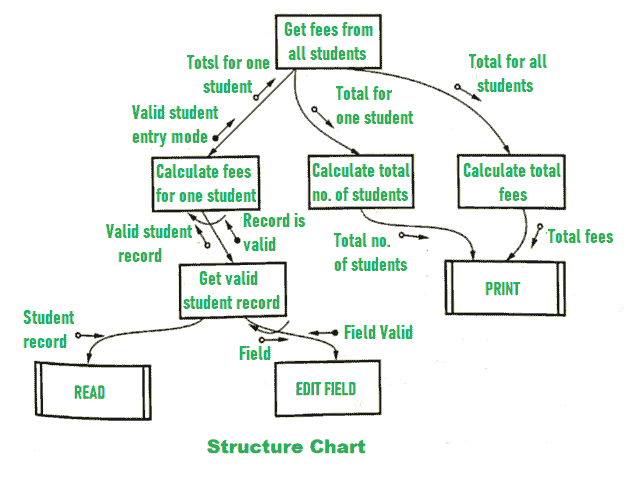 Get fees from
all students
Totsl for one
student
Total for all
students
Total for
one student
Valid student
entry mode
Calculate fees
for one student
Calculate total
no. of students
Calculate total
fees
Valid student
record
Record is
valid
Total no.
of students
Total fees
Get valid
student record
PRINT
Student
record
Field Valid
Field
READ
EDIT FIELD
Structure Chart